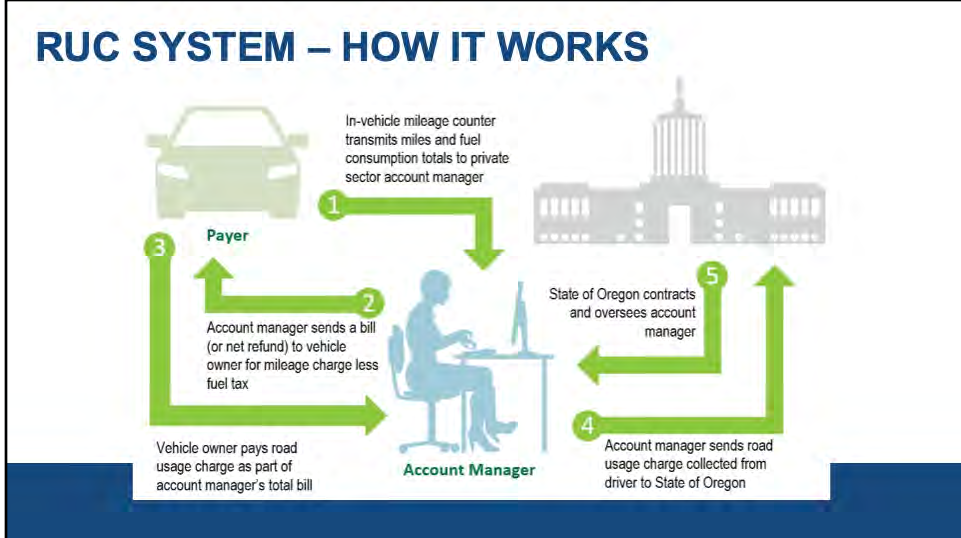 RUC SYSTEM – HOW IT WORKS
In-vehicle mileage counter
transmits miles and fuel
consumption totals to private
sector account manager
1
Payer
3
2
Account manager sends a bill
(or net refund) to vehicle
owner for mileage charge less
fuel tax
5
State of Oregon contracts
and oversees account
manager
Vehicle owner pays road
usage charge as part of
account manager's total bill
Account Manager
4
Account manager sends road
usage charge collected from
driver to State of Oregon